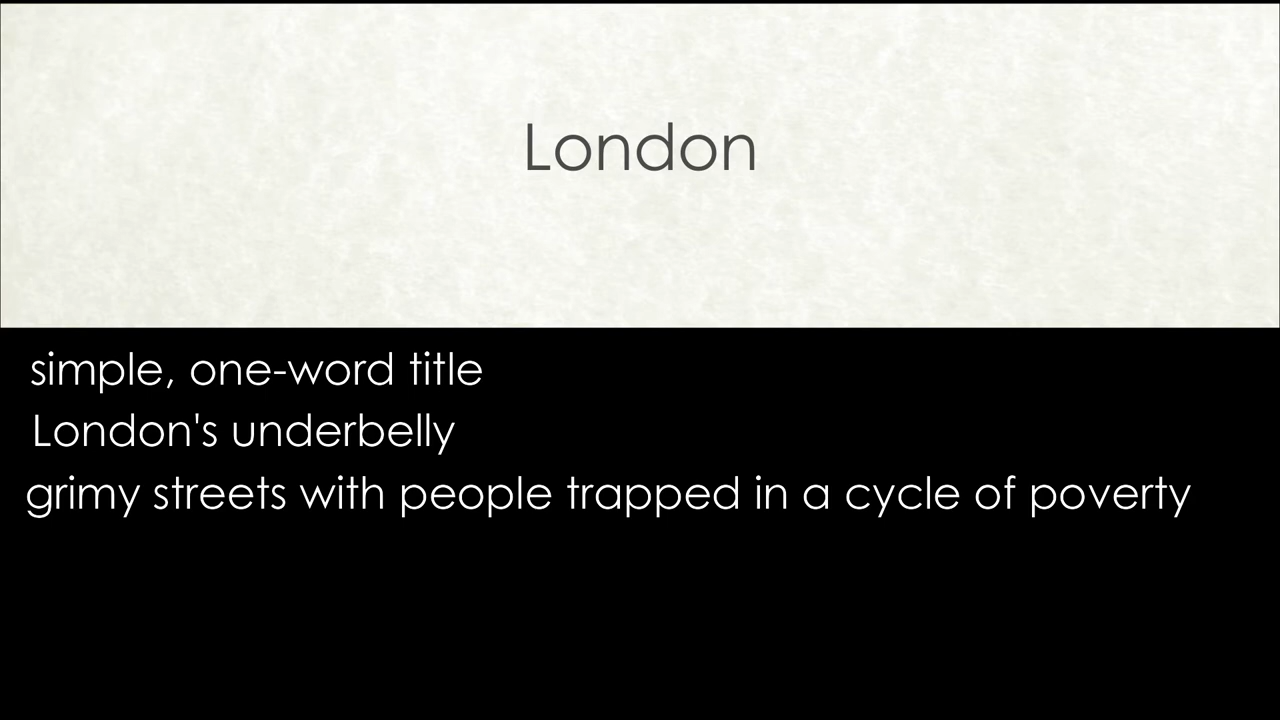 London
simple, one-word title
London's underbelly
grimy streets with people trapped in a cycle of poverty